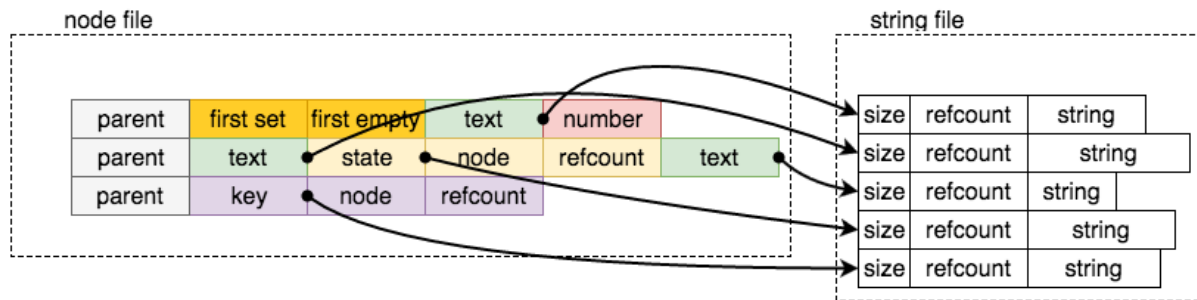 node file
parent first set first empty text number
parent text state node refcount text
parent key node refcount
string file
size refcount string
size refcount string
size refcount string
size refcount string
size refcount string